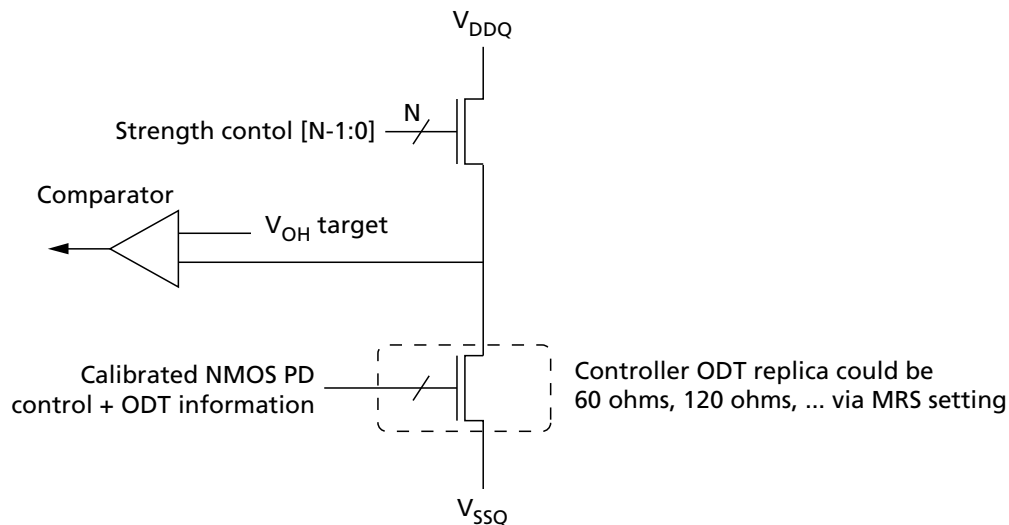 VDDQ
N
Strength contol [N-1:0]
Comparator
VOH target
Calibrated NMOS PD
control + ODT information
Controller ODT replica could be
60 ohms, 120 ohms, ... via MRS setting
VSSQ